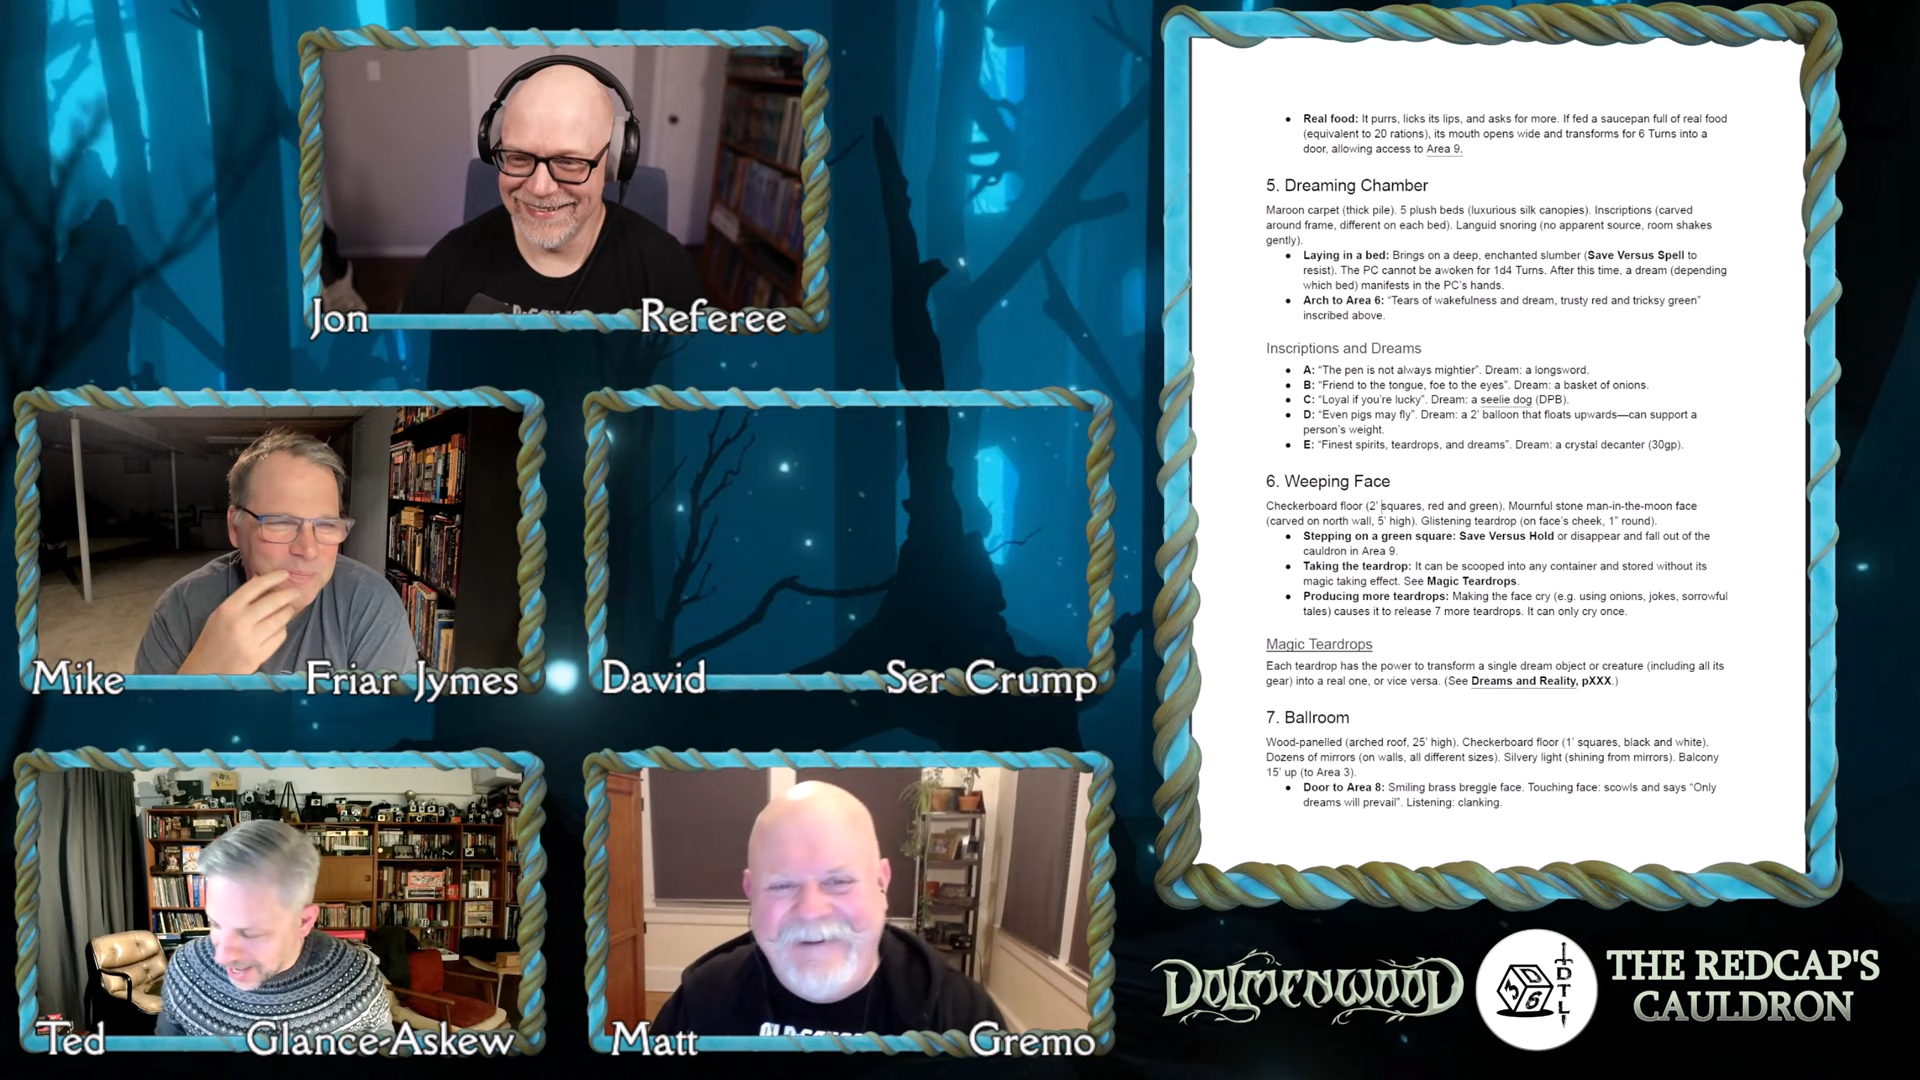 Jon Referee
Mike Friar Jymes
David Ser Crump
Ted Glance-Askew
Matt Gremo
• Real food: It purrs, licks its lips, and asks for more. If fed a saucepan full of real food
(equivalent to 20 rations), its mouth opens wide and transforms for 6 Turns into a
door, allowing access to Area 9.
5. Dreaming Chamber
Maroon carpet (thick pile). 5 plush beds (luxurious silk canopies). Inscriptions (carved
around frame, different on each bed). Languid snoring (no apparent source, room shakes
gently).
• Laying in a bed: Brings on a deep, enchanted slumber (Save Versus Spell to
resist). The PC cannot be awoken for 1d4 Turns. After this time, a dream (depending
which bed) manifests in the PC's hands.
• Arch to Area 6: “Tears of wakefulness and dream, trusty red and tricksy green”
inscribed above.
Inscriptions and Dreams
• A: “The pen is not always mightier”. Dream: a longsword.
• B: “Friend to the tongue, foe to the eyes”. Dream: a basket of onions.
• C: “Loyal if you're lucky”. Dream: a seelie dog (DPB).
• D: “Even pigs may fly”. Dream: a 2' balloon that floats upwards—can support a
person's weight.
• E: “Finest spirits, teardrops, and dreams”. Dream: a crystal decanter (30gp).
6. Weeping Face
Checkerboard floor (2' squares, red and green). Mournful stone man-in-the-moon face
(carved on north wall, 5' high). Glistening teardrop (on face's cheek, 1" round).
• Stepping on a green square: Save Versus Hold or disappear and fall out of the
cauldron in Area 9.
• Taking the teardrop: It can be scooped into any container and stored without its
magic taking effect. See Magic Teardrops.
• Producing more teardrops: Making the face cry (e.g. using onions, jokes, sorrowful
tales) causes it to release 7 more teardrops. It can only cry once.
Magic Teardrops
Each teardrop has the power to transform a single dream object or creature (including all its
gear) into a real one, or vice versa. (See Dreams and Reality, pXXX.)
7. Ballroom
Wood-panelled (arched roof, 25' high). Checkerboard floor (1' squares, black and white).
Dozens of mirrors (on walls, all different sizes). Silvery light (shining from mirrors). Balcony
15' up (to Area 3).
• Door to Area 8: Smiling brass breggle face. Touching face: scowls and says “Only
dreams will prevail”. Listening: clanking.
DOLMENWOOD
3D6
DTL
THE REDCAP'S
CAULDRON